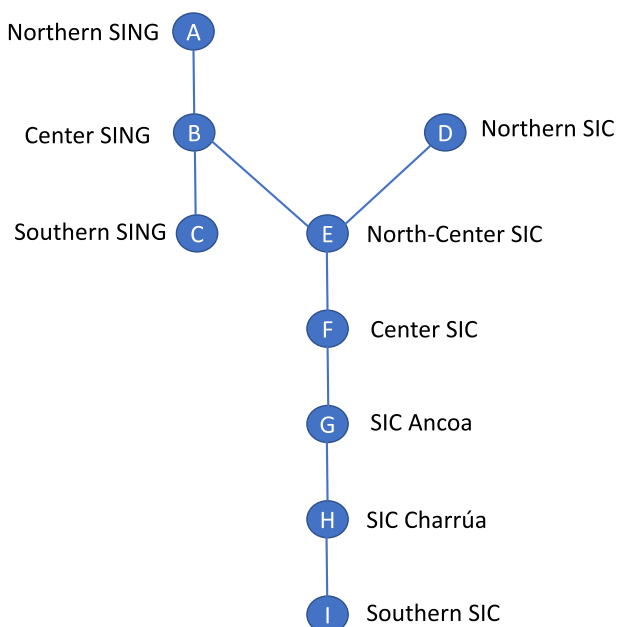 Northern SING A
Center SING B
D Northern SIC
Southern SING C
E North-Center SIC
F Center SIC
G SIC Ancoa
H SIC Charrúa
I Southern SIC